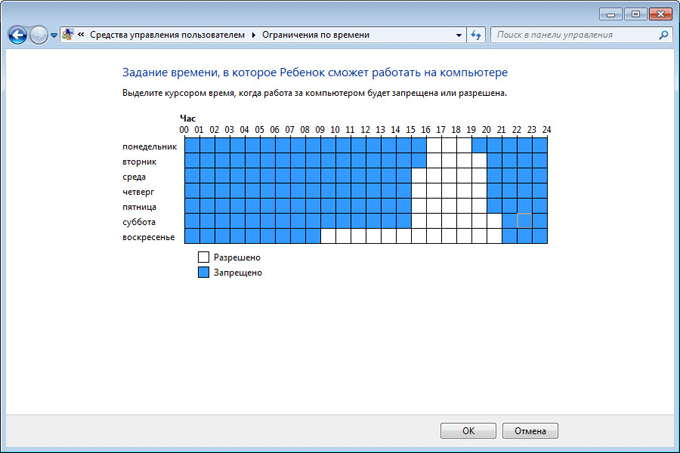 « Средства управления пользователем ▸ Ограничения по времени Поиск в панели управления
Задание времени, в которое Ребенок сможет работать на компьютере
Выделите курсором время, когда работа за компьютером будет запрещена или разрешена.
Час
00 01 02 03 04 05 06 07 08 09 10 11 12 13 14 15 16 17 18 19 20 21 22 23 24
понедельник
вторник
среда
четверг
пятница
суббота
воскресенье
Разрешено
Запрещено
ОК Отмена